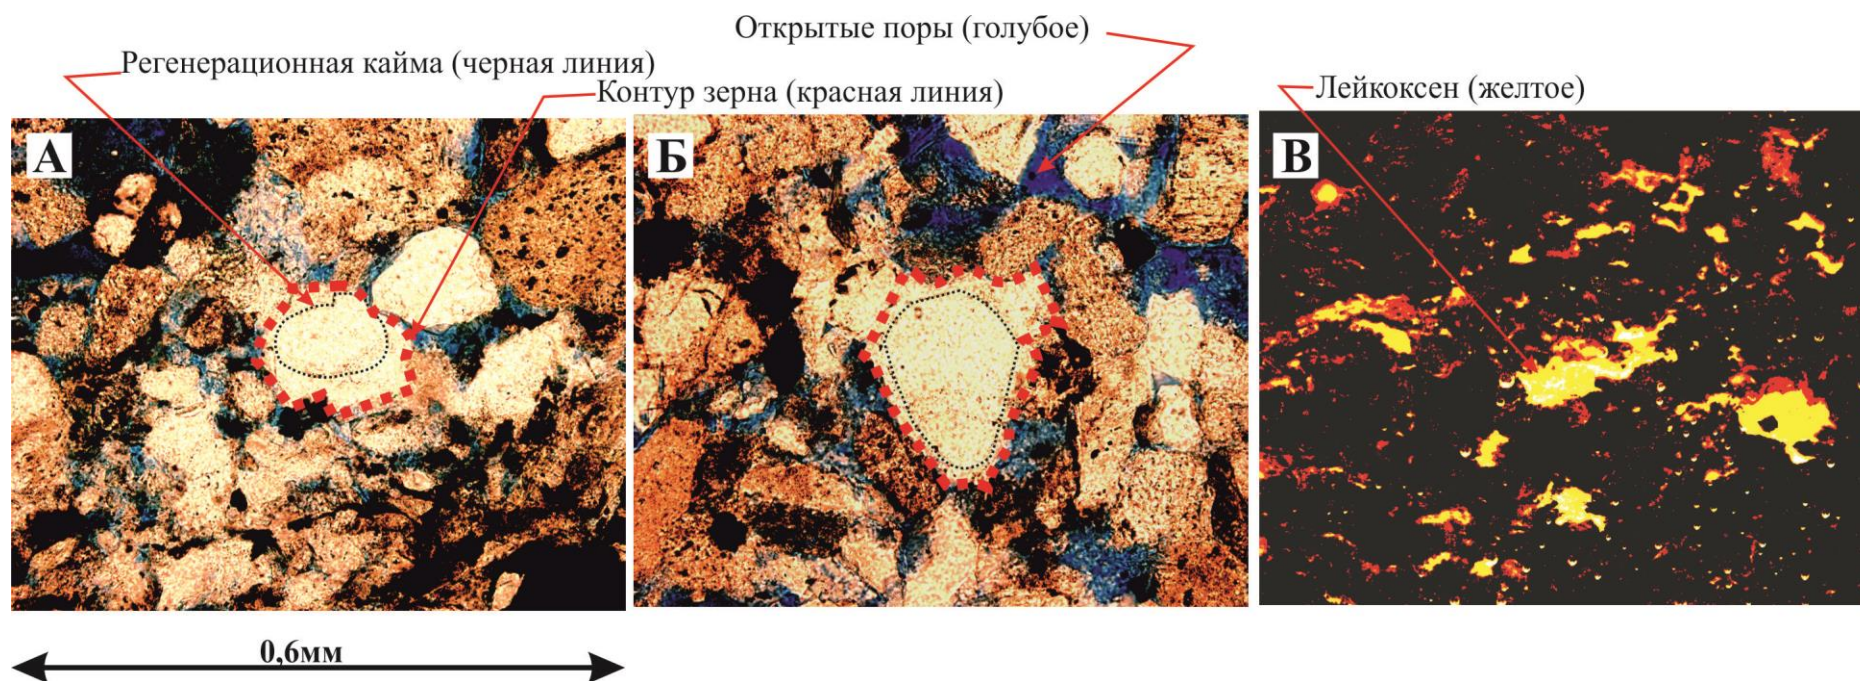 Открытые поры (голубое)
Регенерационная кайма (черная линия)
Контур зерна (красная линия)
Лейкоксен (желтое)
А
Б
В
0,6мм